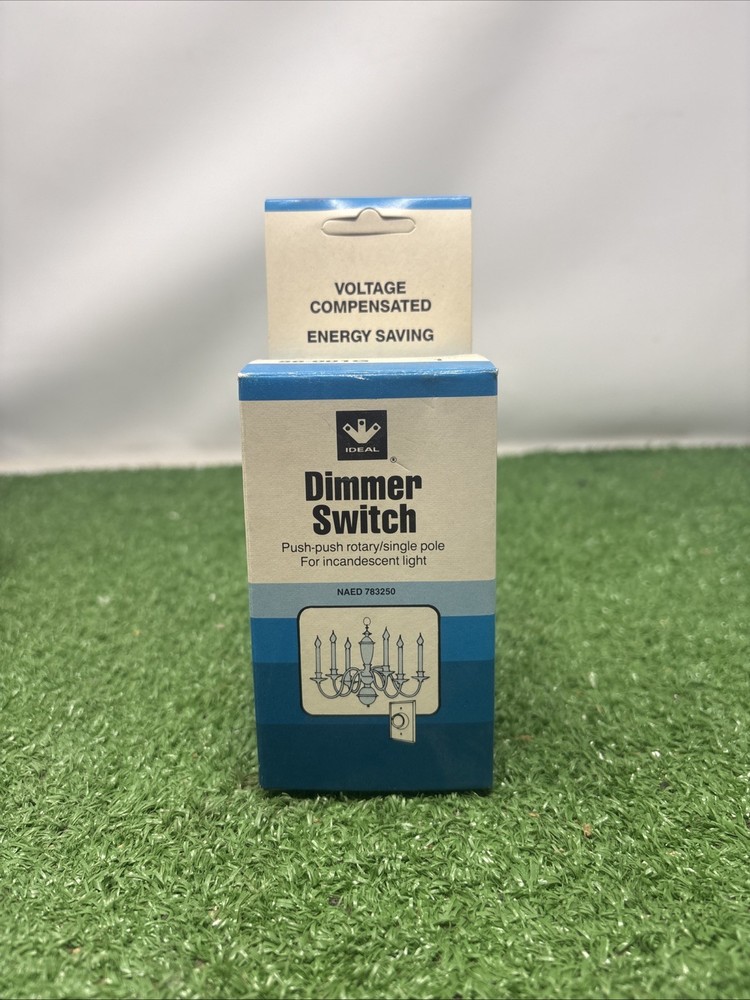 VOLTAGE
COMPENSATED
ENERGY SAVING
IDEAL
®
Dimmer
Switch
Push-push rotary/single pole
For incandescent light
NAED 783250